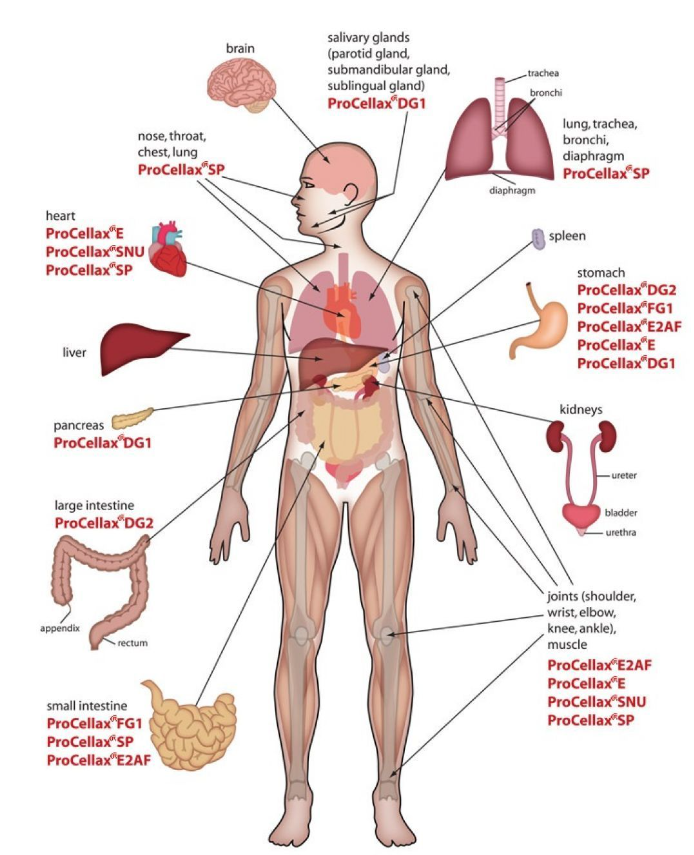 brain
salivary glands
(parotid gland,
submandibular gland,
sublingual gland)
ProCellax®DG1
trachea
bronchi
lung, trachea,
bronchi,
diaphragm
ProCellax®SP
diaphragm
nose, throat,
chest, lung
ProCellax®SP
heart
ProCellax®E
ProCellax®SNU
ProCellax®SP
spleen
stomach
ProCellax®DG2
ProCellax®FG1
ProCellax®E2AF
ProCellax®E
ProCellax®DG1
liver
pancreas
ProCellax®DG1
kidneys
ureter
bladder
urethra
large intestine
ProCellax®DG2
appendix
rectum
joints (shoulder,
wrist, elbow,
knee, ankle),
muscle
ProCellax®E2AF
ProCellax®E
ProCellax®SNU
ProCellax®SP
small intestine
ProCellax®FG1
ProCellax®SP
ProCellax®E2AF